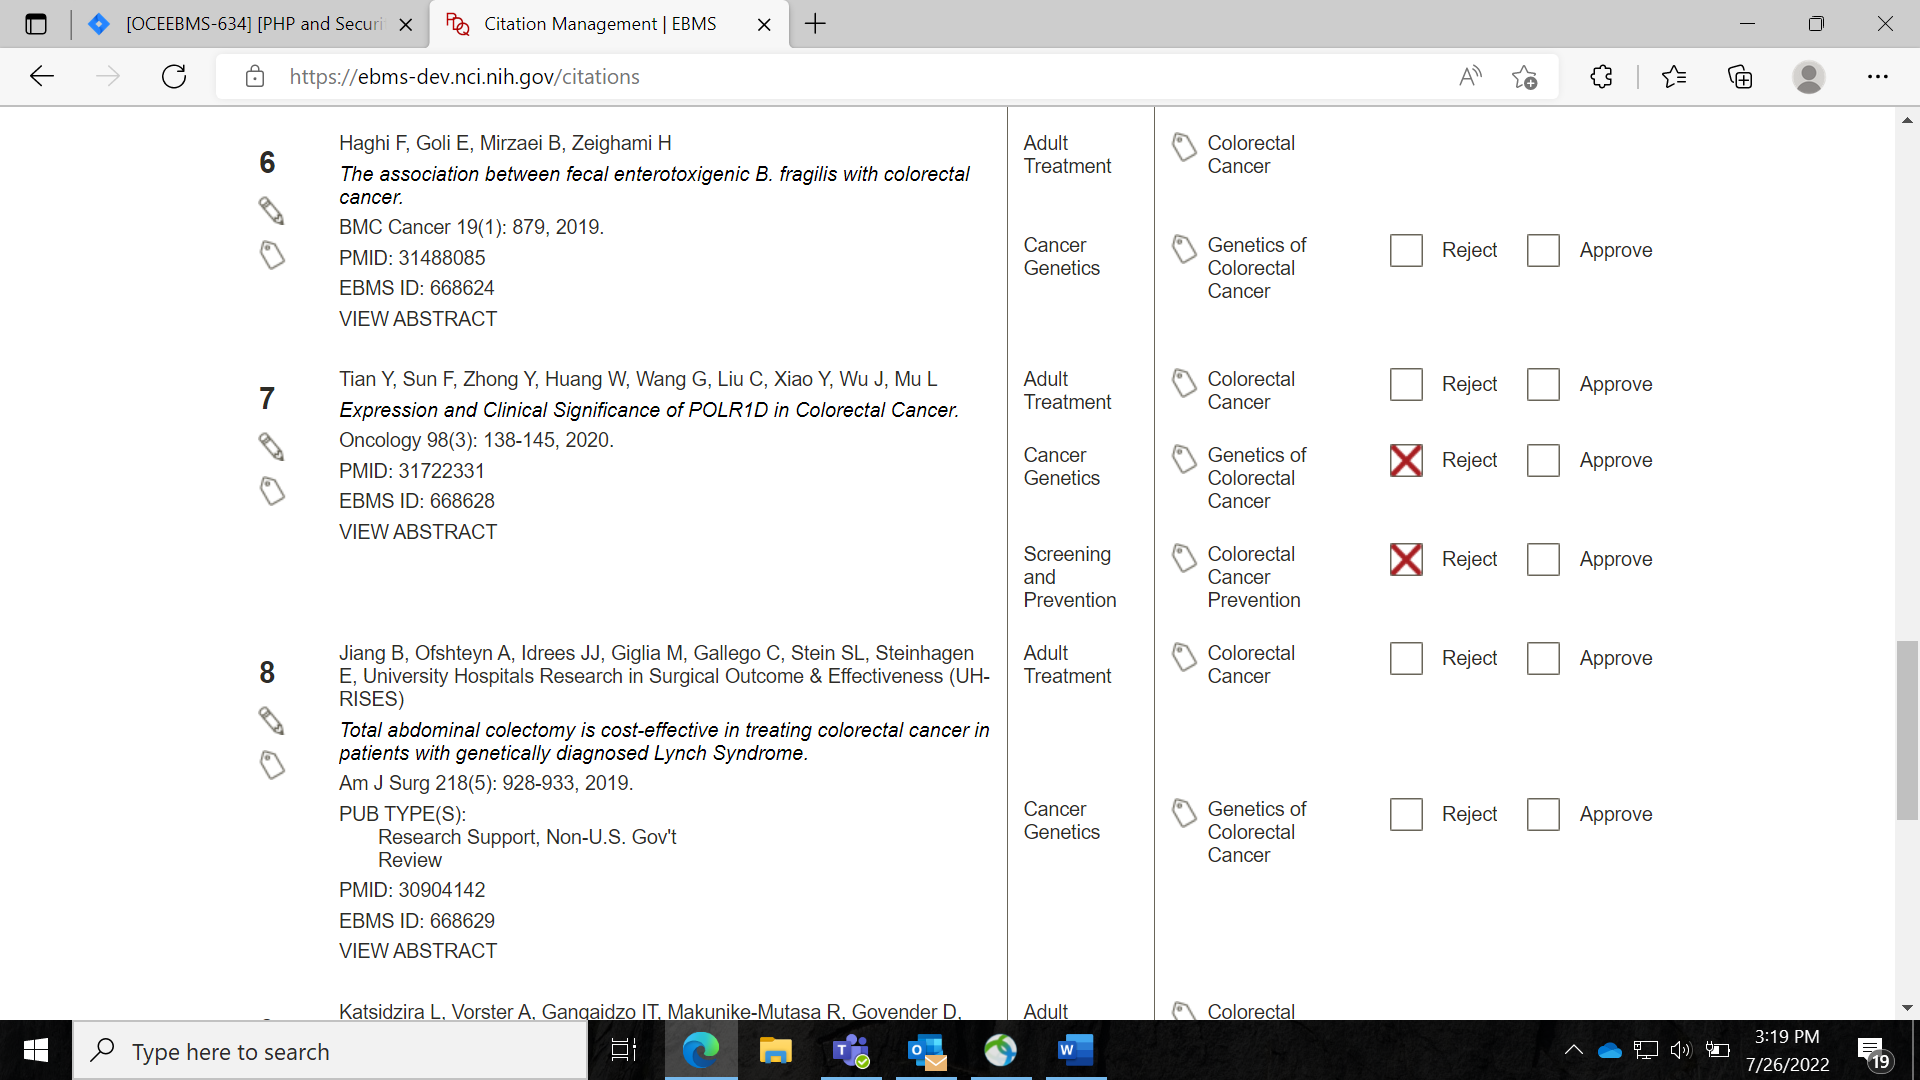 [OCEEBMS-634] [PHP and Securi
Citation Management | EBMS
https://ebms-dev.nci.nih.gov/citations
6
Haghi F, Goli E, Mirzaei B, Zeighami H
The association between fecal enterotoxigenic B. fragilis with colorectal
cancer.
BMC Cancer 19(1): 879, 2019.
PMID: 31488085
EBMS ID: 668624
VIEW ABSTRACT
Adult
Treatment
Colorectal
Cancer
Cancer
Genetics
Genetics of
Colorectal
Cancer
Reject
Approve
7
Tian Y, Sun F, Zhong Y, Huang W, Wang G, Liu C, Xiao Y, Wu J, Mu L
Expression and Clinical Significance of POLR1D in Colorectal Cancer.
Oncology 98(3): 138-145, 2020.
PMID: 31722331
EBMS ID: 668628
VIEW ABSTRACT
Adult
Treatment
Colorectal
Cancer
Reject
Approve
Cancer
Genetics
Genetics of
Colorectal
Cancer
Reject
Approve
Screening
and
Prevention
Colorectal
Cancer
Prevention
Reject
Approve
8
Jiang B, Ofshteyn A, Idrees JJ, Giglia M, Gallego C, Stein SL, Steinhagen
E, University Hospitals Research in Surgical Outcome & Effectiveness (UH-
RISES)
Total abdominal colectomy is cost-effective in treating colorectal cancer in
patients with genetically diagnosed Lynch Syndrome.
Am J Surg 218(5): 928-933, 2019.
PUB TYPE(S):
Research Support, Non-U.S. Gov't
Review
PMID: 30904142
EBMS ID: 668629
VIEW ABSTRACT
Adult
Treatment
Colorectal
Cancer
Reject
Approve
Cancer
Genetics
Genetics of
Colorectal
Cancer
Reject
Approve
Katsidzira L, Vorster A, Gangaidzo IT, Makunike-Mutasa R, Govender D,
Adult
Colorectal
Type here to search
3:19 PM
7/26/2022
19